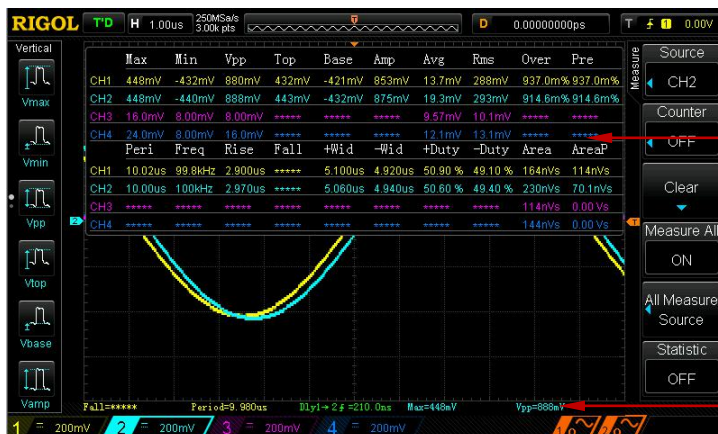 RIGOL T'D H 1.00us 250MSa/s 3.00k pts D 0.00000000ps T 1 0.00V
Vertical
Vmax
Vmin
Vpp
Vtop
Vbase
Vamp
Max Min Vpp Top Base Amp Avg Rms Over Pre
CH1 448mV -432mV 880mV 432mV -421mV 853mV 13.7mV 288mV 937.0m% 937.0m%
CH2 448mV -440mV 888mV 443mV -432mV 875mV 19.3mV 293mV 914.6m% 914.6m%
CH3 16.0mV 8.00mV 8.00mV ***** ***** ***** 9.57mV 10.1mV ***** *****
CH4 24.0mV 8.00mV 16.0mV ***** ***** ***** 12.1mV 13.1mV ***** *****
Peri Freq Rise Fall +Wid -Wid +Duty -Duty Area AreaP
CH1 10.02us 99.8kHz 2.900us ***** 5.100us 4.920us 50.90 % 49.10 % 164nVs 114nVs
CH2 10.00us 100kHz 2.970us ***** 5.060us 4.940us 50.60 % 49.40 % 230nVs 70.1nVs
CH3 ***** ***** ***** ***** ***** ***** ***** ***** 114nVs 0.00 Vs
CH4 ***** ***** ***** ***** ***** ***** ***** ***** 144nVs 0.00 Vs
2
T
Measure
Source
CH2
Counter
OFF
Clear
Measure All
ON
All Measure
Source
Statistic
OFF
Fall=***** Period=9.980us Dly1→2 =210.0ns Max=448mV Vpp=888mV
1 = 200mV 2 = 200mV 3 = 200mV 4 = 200mV 1 2